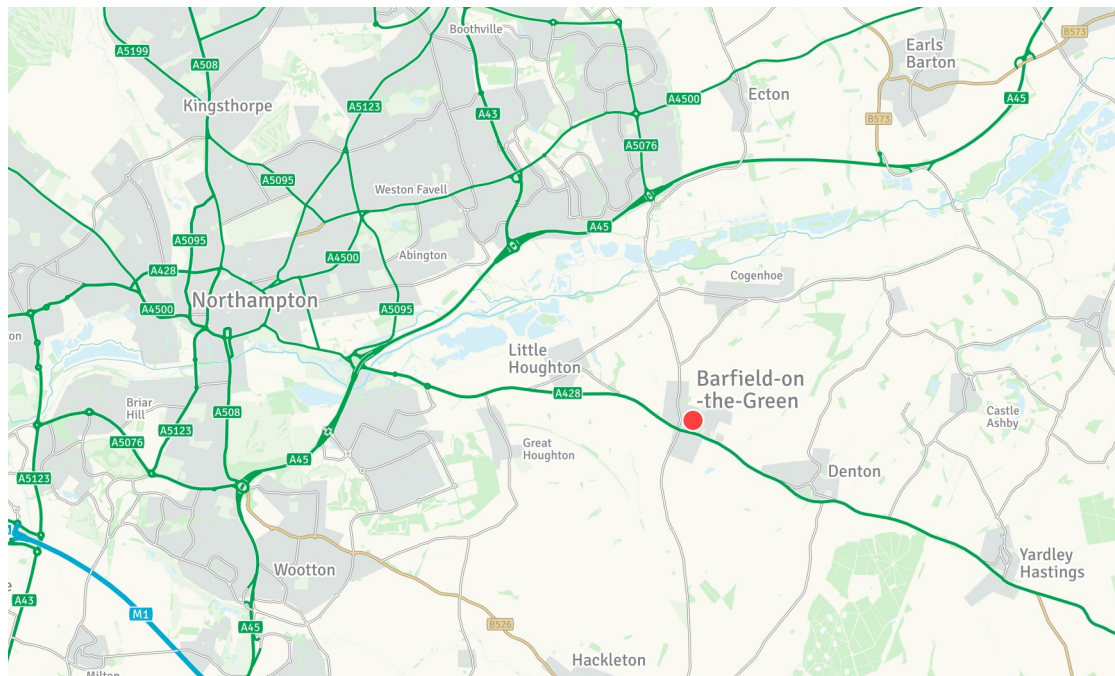 Boothville
Earls
Barton
B573
A5199
A508
A45
Kingsthorpe
A5123
A43
A4500
Ecton
B573
A5076
A5095
Weston Favell
A45
A5095
A4500
Abington
A428
Cogenhoe
Northampton
A4500
A5095
on
Little
Houghton
Barfield-on
-the-Green
A428
Briar
Hill
A508
Castle
Ashby
A5123
A5076
Great
Houghton
A45
Denton
A5123
Yardley
Hastings
Wootton
e
A43
M1
B526
A45
Hackleton
Milton